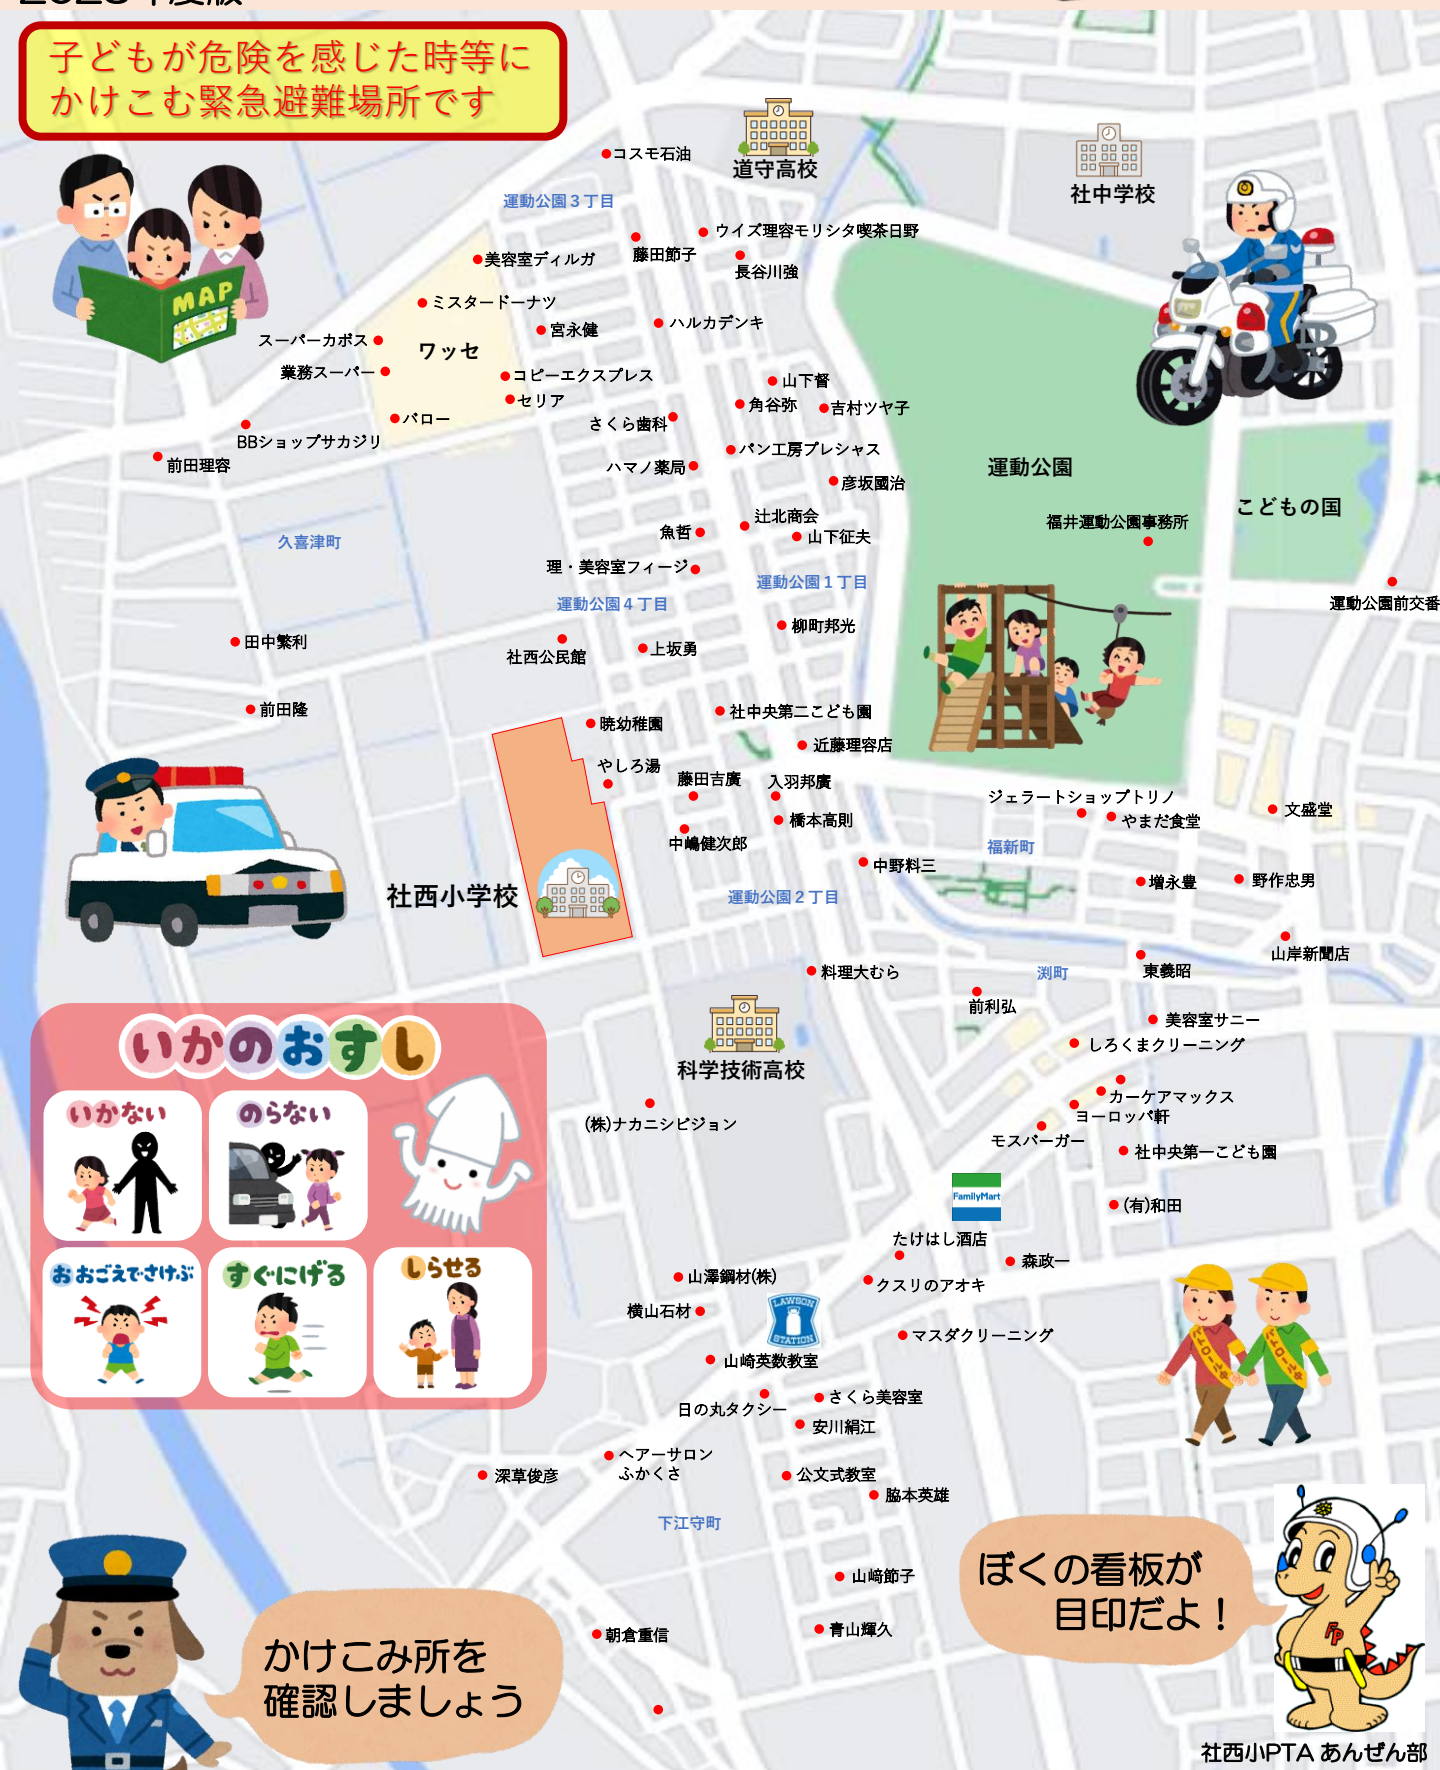 子どもが危険を感じた時等に
かけこむ緊急避難場所です
MAP
コスモ石油
道守高校
社中学校
運動公園3丁目
ウイズ理容モリシタ喫茶日野
藤田節子
長谷川強
美容室ディルガ
ミスタードーナツ
宮永健
ハルカデンキ
スーパーカボス
ワッセ
業務スーパー
コピーエクスプレス
セリア
バロー
山下督
角谷弥
吉村ツヤ子
さくら歯科
BBショップサカジリ
前田理容
パン工房プレシャス
ハマノ薬局
彦坂國治
運動公園
こどもの国
福井運動公園事務所
辻北商会
魚哲
山下征夫
久喜津町
理・美容室フィージ
運動公園1丁目
運動公園4丁目
運動公園前交番
柳町邦光
田中繁利
社西公民館
上坂勇
前田隆
暁幼稚園
社中央第二こども園
近藤理容店
やしろ湯
藤田吉廣
入羽邦廣
橋本高則
中嶋健次郎
ジェラートショップトリノ
やまだ食堂
文盛堂
福新町
中野料三
増永豊
野作忠男
社西小学校
運動公園2丁目
山岸新聞店
東義昭
渕町
料理大むら
前利弘
美容室サニー
しろくまクリーニング
科学技術高校
カーケアマックス
ヨーロッパ軒
モスバーガー
(株)ナカニシビジョン
社中央第一こども園
(有)和田
FamilyMart
たけはし酒店
森政一
クスリのアオキ
いかのおすし
いかない
のらない
おおごえでさけぶ
すぐにげる
しらせる
山澤鋼材(株)
横山石材
LAWSON
STATION
マスダクリーニング
山崎英数教室
日の丸タクシー
さくら美容室
安川絹江
ヘアーサロン
ふかくさ
深草俊彦
公文式教室
脇本英雄
下江守町
山﨑節子
青山輝久
朝倉重信
ぼくの看板が
目印だよ！
かけこみ所を
確認しましょう
社西小PTA あんぜん部